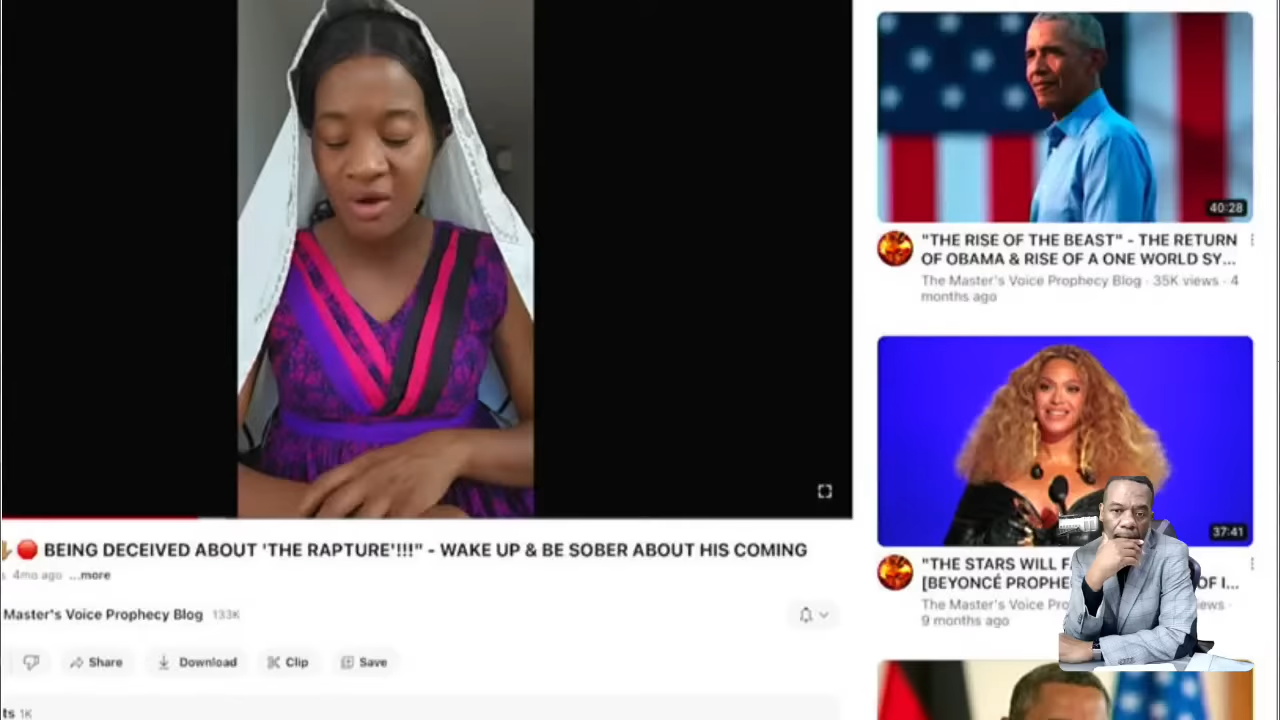 BEING DECEIVED ABOUT 'THE RAPTURE'!!!" - WAKE UP & BE SOBER ABOUT HIS COMING
4mo ago ...more
Master's Voice Prophecy Blog 133K
Share
Download
Clip
Save
ts 1K
40:28
"THE RISE OF THE BEAST" - THE RETURN
OF OBAMA & RISE OF A ONE WORLD SY...
The Master's Voice Prophecy Blog · 35K views · 4
months ago
37:41
"THE STARS WILL F
[BEYONCÉ PROPHE OF I...
The Master's Voice Pro iews ·
9 months ago